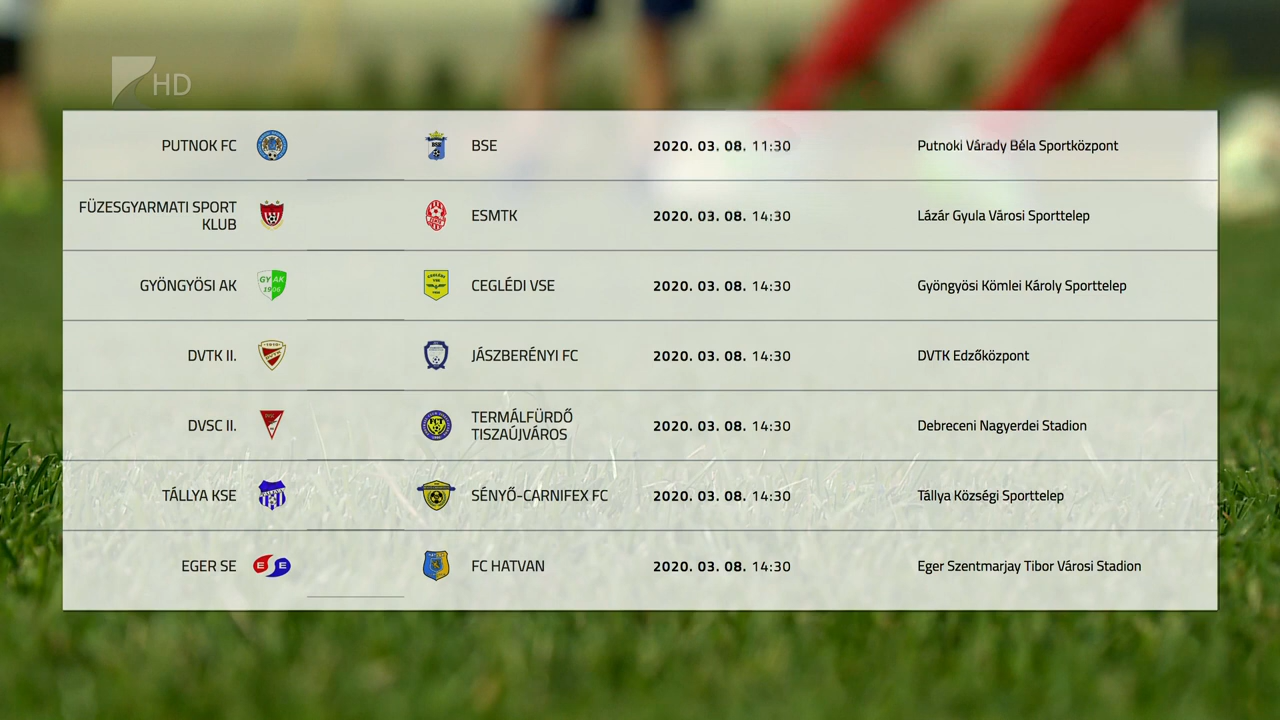 HD
PUTNOK FC BSE 2020. 03. 08. 11:30 Putnoki Várady Béla Sportközpont
FÜZESGYARMATI SPORT
KLUB
ESMTK 2020. 03. 08. 14:30 Lázár Gyula Városi Sporttelep
GYÖNGYÖSI AK GYAK 1906 CEGLÉDI VSE 2020. 03. 08. 14:30 Gyöngyösi Kömlei Károly Sporttelep
DVTK II. JÁSZBERÉNYI FC 2020. 03. 08. 14:30 DVTK Edzőközpont
DVSC II.
TERMÁLFÜRDŐ
TISZAÚJVÁROS
2020. 03. 08. 14:30 Debreceni Nagyerdei Stadion
TÁLLYA KSE SÉNYŐ-CARNIFEX FC 2020. 03. 08. 14:30 Tállya Községi Sporttelep
EGER SE E E FC HATVAN 2020. 03. 08. 14:30 Eger Szentmarjay Tibor Városi Stadion